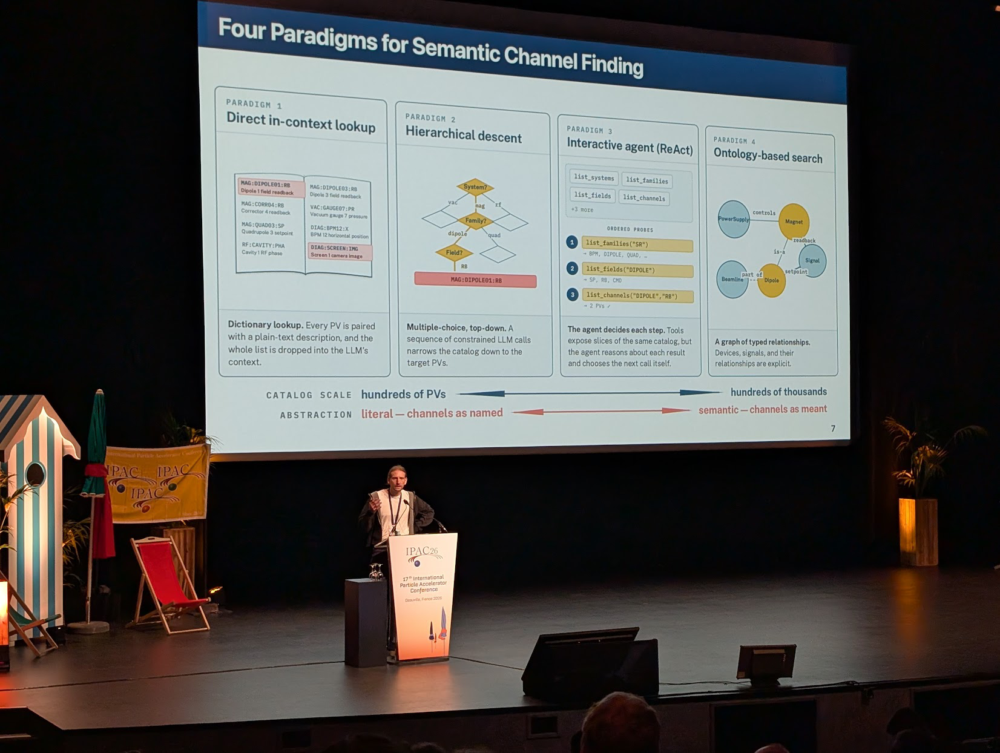 Four Paradigms for Semantic Channel Finding
PARADIGM 1
Direct in-context lookup
MAG:DIPOLE01:RB
Dipole 1 field readback
MAG:CORR04:RB
Corrector 4 readback
MAG:QUAD03:SP
Quadrupole 3 setpoint
RF:CAVITY:PHA
Cavity 1 RF phase
MAG:DIPOLE03:RB
Dipole 3 field readback
VAC:GAUGE07:PR
Vacuum gauge 7 pressure
DIAG:BPM12:X
BPM 12 horizontal position
DIAG:SCREEN:IMG
Screen 1 camera image
Dictionary lookup. Every PV is paired
with a plain-text description, and the
whole list is dropped into the LLM's
context.
PARADIGM 2
Hierarchical descent
System?
vac
mag
rf
Family?
dipole
quad
Field?
RB
MAG:DIPOLE01:RB
Multiple-choice, top-down. A
sequence of constrained LLM calls
narrows the catalog down to the
target PVs.
PARADIGM 3
Interactive agent (ReAct)
list_systems
list_families
list_fields
list_channels
+3 more
ORDERED PROBES
1 list_families("SR")
→ BPM, DIPOLE, QUAD, …
2 list_fields("DIPOLE")
→ SP, RB, CMD
3 list_channels("DIPOLE","RB")
→ 2 PVs ✓
The agent decides each step. Tools
expose slices of the same catalog, but
the agent reasons about each result
and chooses the next call itself.
PARADIGM 4
Ontology-based search
PowerSupply
controls
Magnet
readback
is-a
Signal
setpoint
part of
Beamline
Dipole
A graph of typed relationships.
Devices, signals, and their
relationships are explicit.
CATALOG SCALE hundreds of PVs hundreds of thousands
ABSTRACTION literal — channels as named semantic — channels as meant
7
International Particle Accelerator Conference
IPAC
IPAC
IPAC
IPAC26
17th International
Particle Accelerator
Conference
Deauville, France 2026